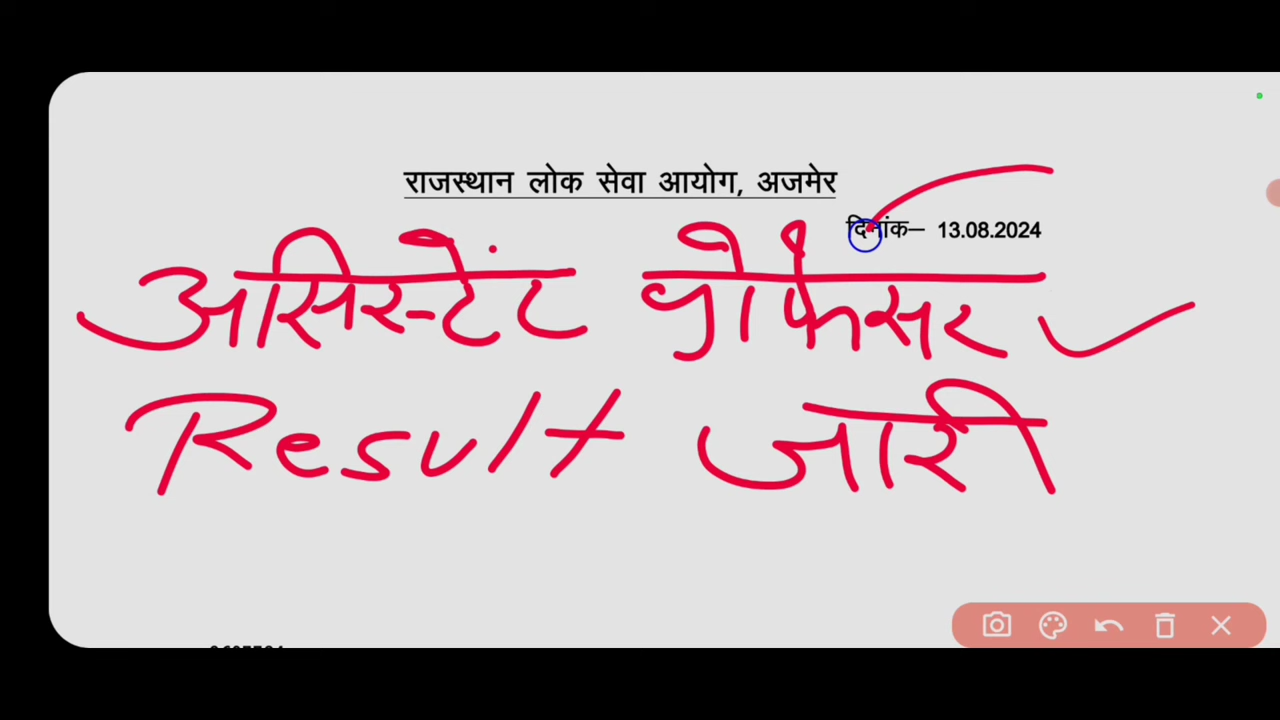 राजस्थान लोक सेवा आयोग, अजमेर
दिनांक– 13.08.2024
असिस्टेंट प्रोफेसर
Result जारी